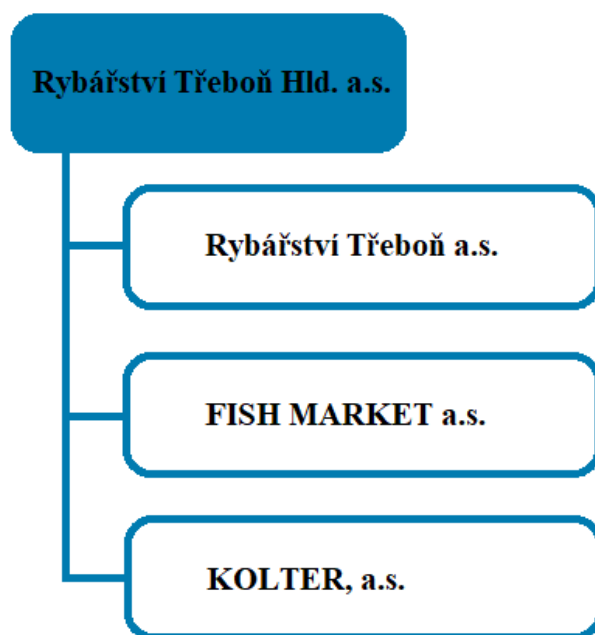 Rybářství Třeboň Hld. a.s.
Rybářství Třeboň a.s.
FISH MARKET a.s.
KOLTER, a.s.